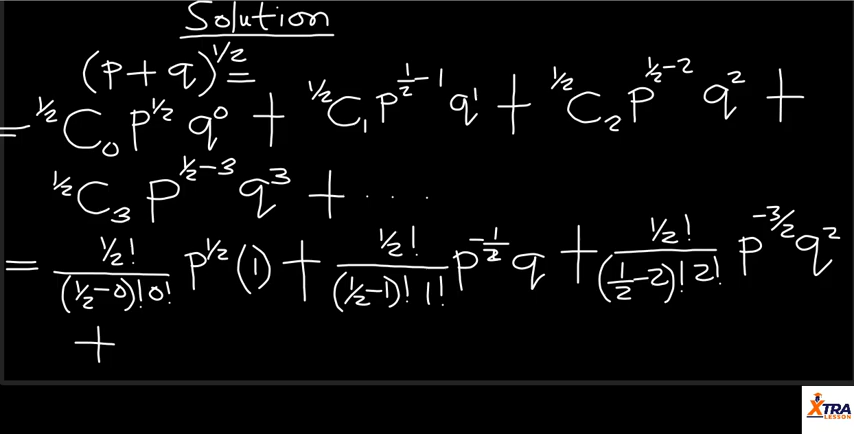 Solution
(p + q)^{1/2} =
= ^{1/2}C_0 p^{1/2} q^0 + ^{1/2}C_1 p^{1/2-1} q^1 + ^{1/2}C_2 p^{1/2-2} q^2 +
^{1/2}C_3 p^{1/2-3} q^3 + ....
= \frac{1/2!}{(1/2-0)!0!} p^{1/2} (1) + \frac{1/2!}{(1/2-1)!1!} p^{-1/2} q + \frac{1/2!}{(1/2-2)!2!} p^{-3/2} q^2
+
XTRA
LESSON